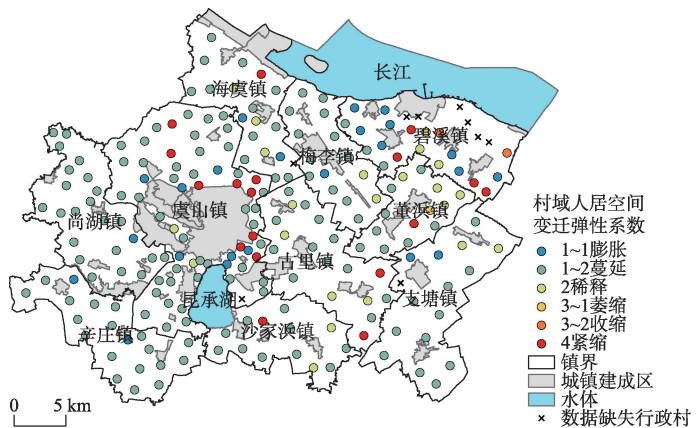 长江
海虞镇
碧溪镇
梅李镇
尚湖镇
虞山镇
董浜镇
古里镇
昆承湖
支塘镇
辛庄镇
沙家浜镇
村域人居空间
变迁弹性系数
1~1膨胀
1~2蔓延
2稀释
3~1萎缩
3~2收缩
4紧缩
镇界
城镇建成区
水体
× 数据缺失行政村
0 5 km